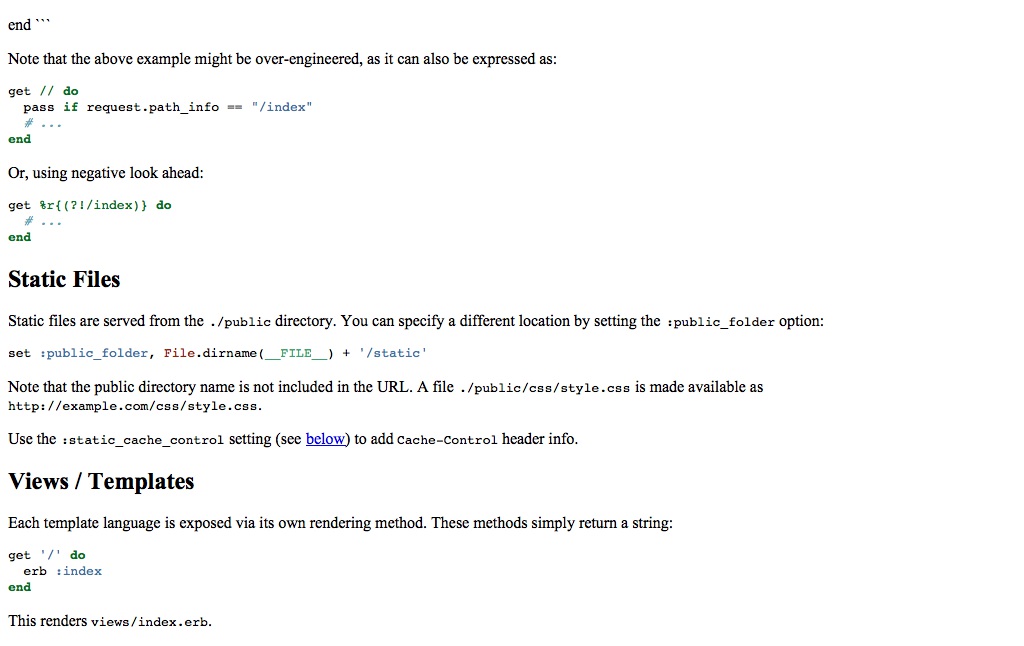 end ```
Note that the above example might be over-engineered, as it can also be expressed as:
get // do
  pass if request.path_info == "/index"
  # ...
end
Or, using negative look ahead:
get %r{(?!/index)} do
  # ...
end
Static Files
Static files are served from the ./public directory. You can specify a different location by setting the :public_folder option:
set :public_folder, File.dirname(__FILE__) + '/static'
Note that the public directory name is not included in the URL. A file ./public/css/style.css is made available as
http://example.com/css/style.css.
Use the :static_cache_control setting (see below) to add Cache-Control header info.
Views / Templates
Each template language is exposed via its own rendering method. These methods simply return a string:
get '/' do
  erb :index
end
This renders views/index.erb.